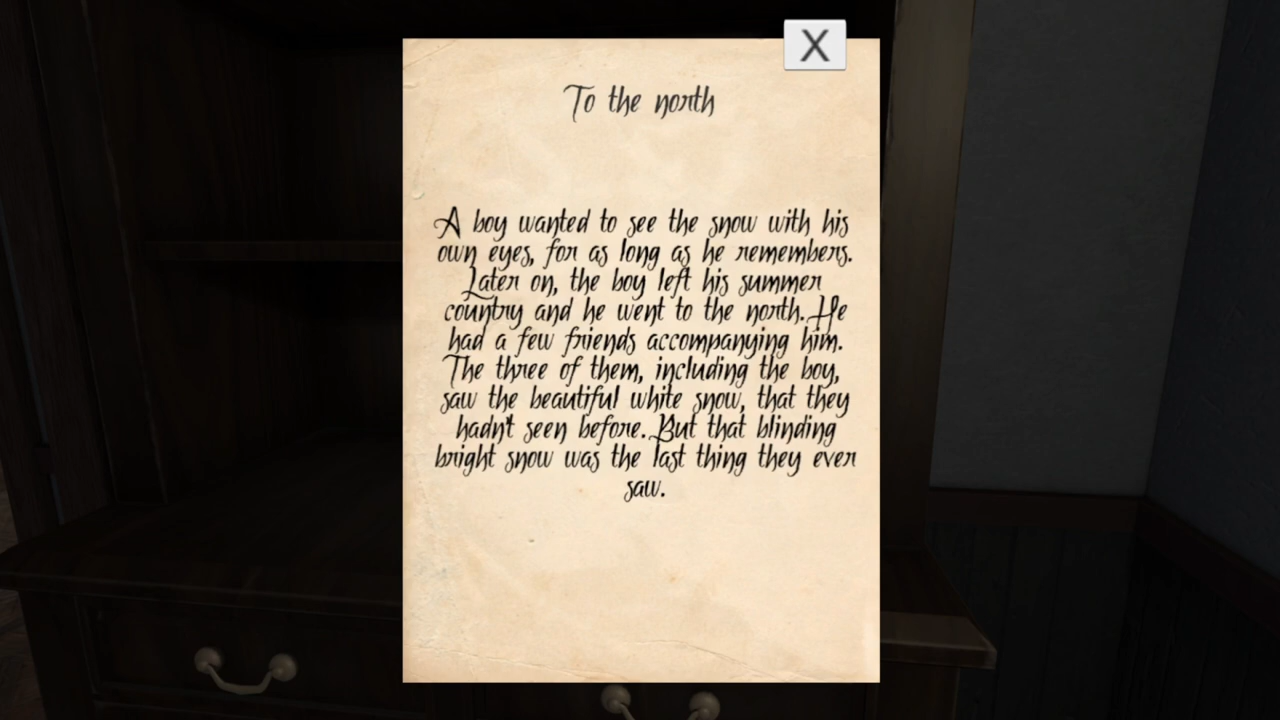 X
To the north
A boy wanted to see the snow with his
own eyes, for as long as he remembers.
Later on, the boy left his summer
country and he went to the north. He
had a few friends accompanying him.
The three of them, including the boy,
saw the beautiful white snow, that they
hadn't seen before. But that blinding
bright snow was the last thing they ever
saw.